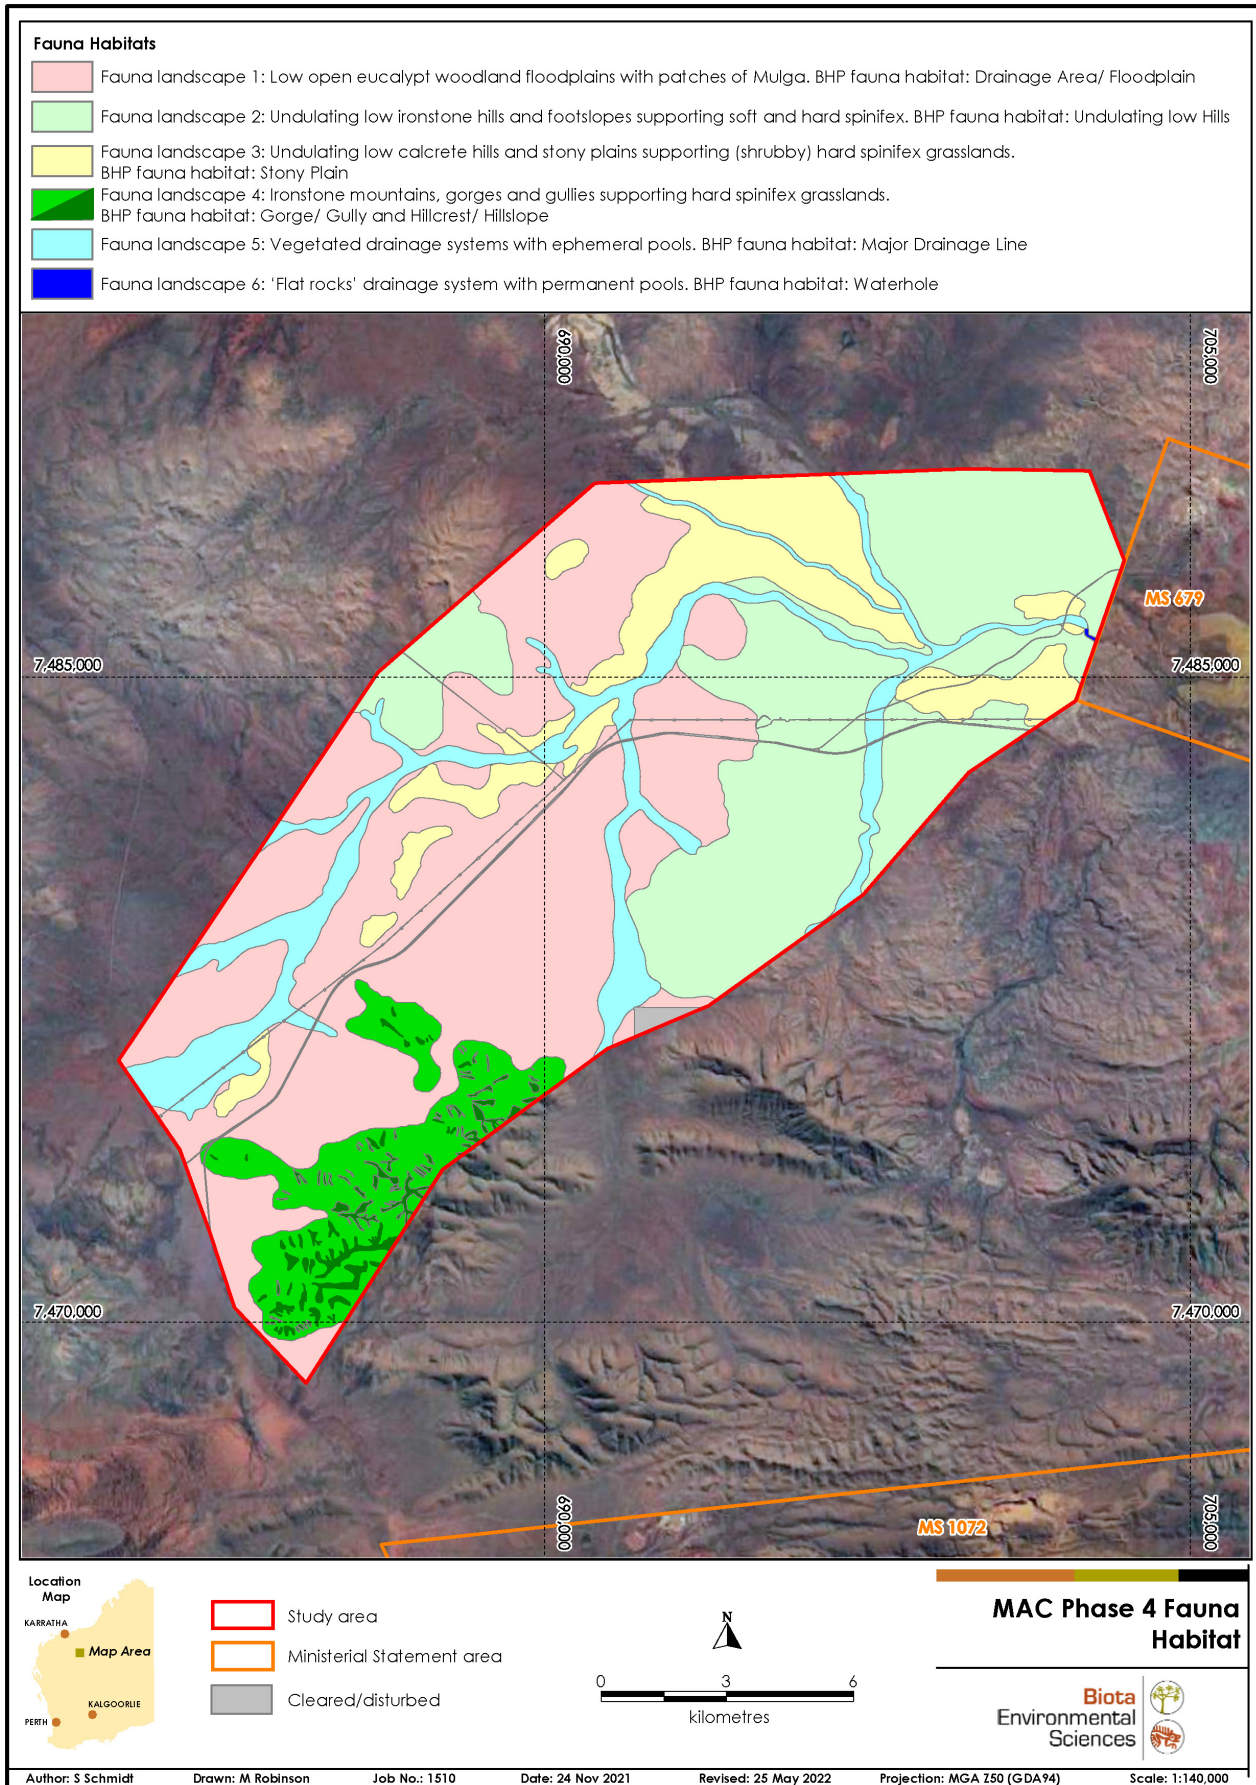 Fauna Habitats
Fauna landscape 1: Low open eucalypt woodland floodplains with patches of Mulga. BHP fauna habitat: Drainage Area/ Floodplain
Fauna landscape 2: Undulating low ironstone hills and footslopes supporting soft and hard spinifex. BHP fauna habitat: Undulating low Hills
Fauna landscape 3: Undulating low calcrete hills and stony plains supporting (shrubby) hard spinifex grasslands.
BHP fauna habitat: Stony Plain
Fauna landscape 4: Ironstone mountains, gorges and gullies supporting hard spinifex grasslands.
BHP fauna habitat: Gorge/ Gully and Hillcrest/ Hillslope
Fauna landscape 5: Vegetated drainage systems with ephemeral pools. BHP fauna habitat: Major Drainage Line
Fauna landscape 6: 'Flat rocks' drainage system with permanent pools. BHP fauna habitat: Waterhole
690,000
705,000
MS 679
7,485,000
7,485,000
7,470,000
7,470,000
690,000
705,000
MS 1072
Location
Map
KARRATHA
Map Area
KALGOORLIE
PERTH
Study area
Ministerial Statement area
Cleared/disturbed
N
0 3 6
kilometres
MAC Phase 4 Fauna
Habitat
Biota
Environmental
Sciences
Author: S Schmidt Drawn: M Robinson Job No.: 1510 Date: 24 Nov 2021 Revised: 25 May 2022 Projection: MGA Z50 (GDA94) Scale: 1:140,000